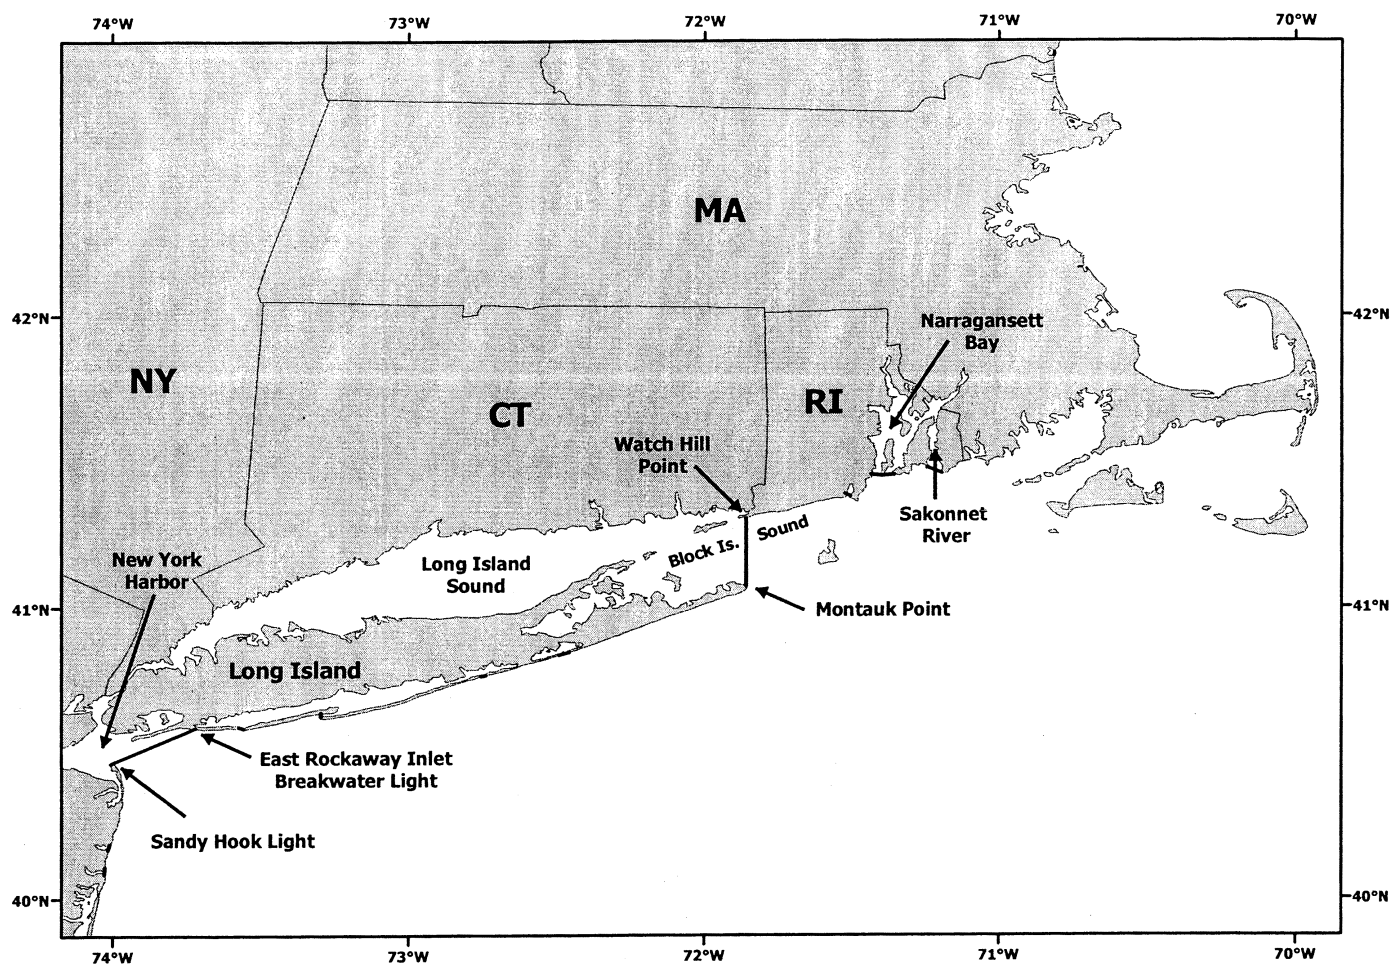 74°W 73°W 72°W 71°W 70°W
MA
42°N 42°N
Narragansett
Bay
NY
CT
RI
Watch Hill
Point
Sakonnet
River
Block Is. Sound
New York
Harbor
Long Island
Sound
41°N 41°N
Montauk Point
Long Island
East Rockaway Inlet
Breakwater Light
Sandy Hook Light
40°N 40°N
74°W 73°W 72°W 71°W 70°W